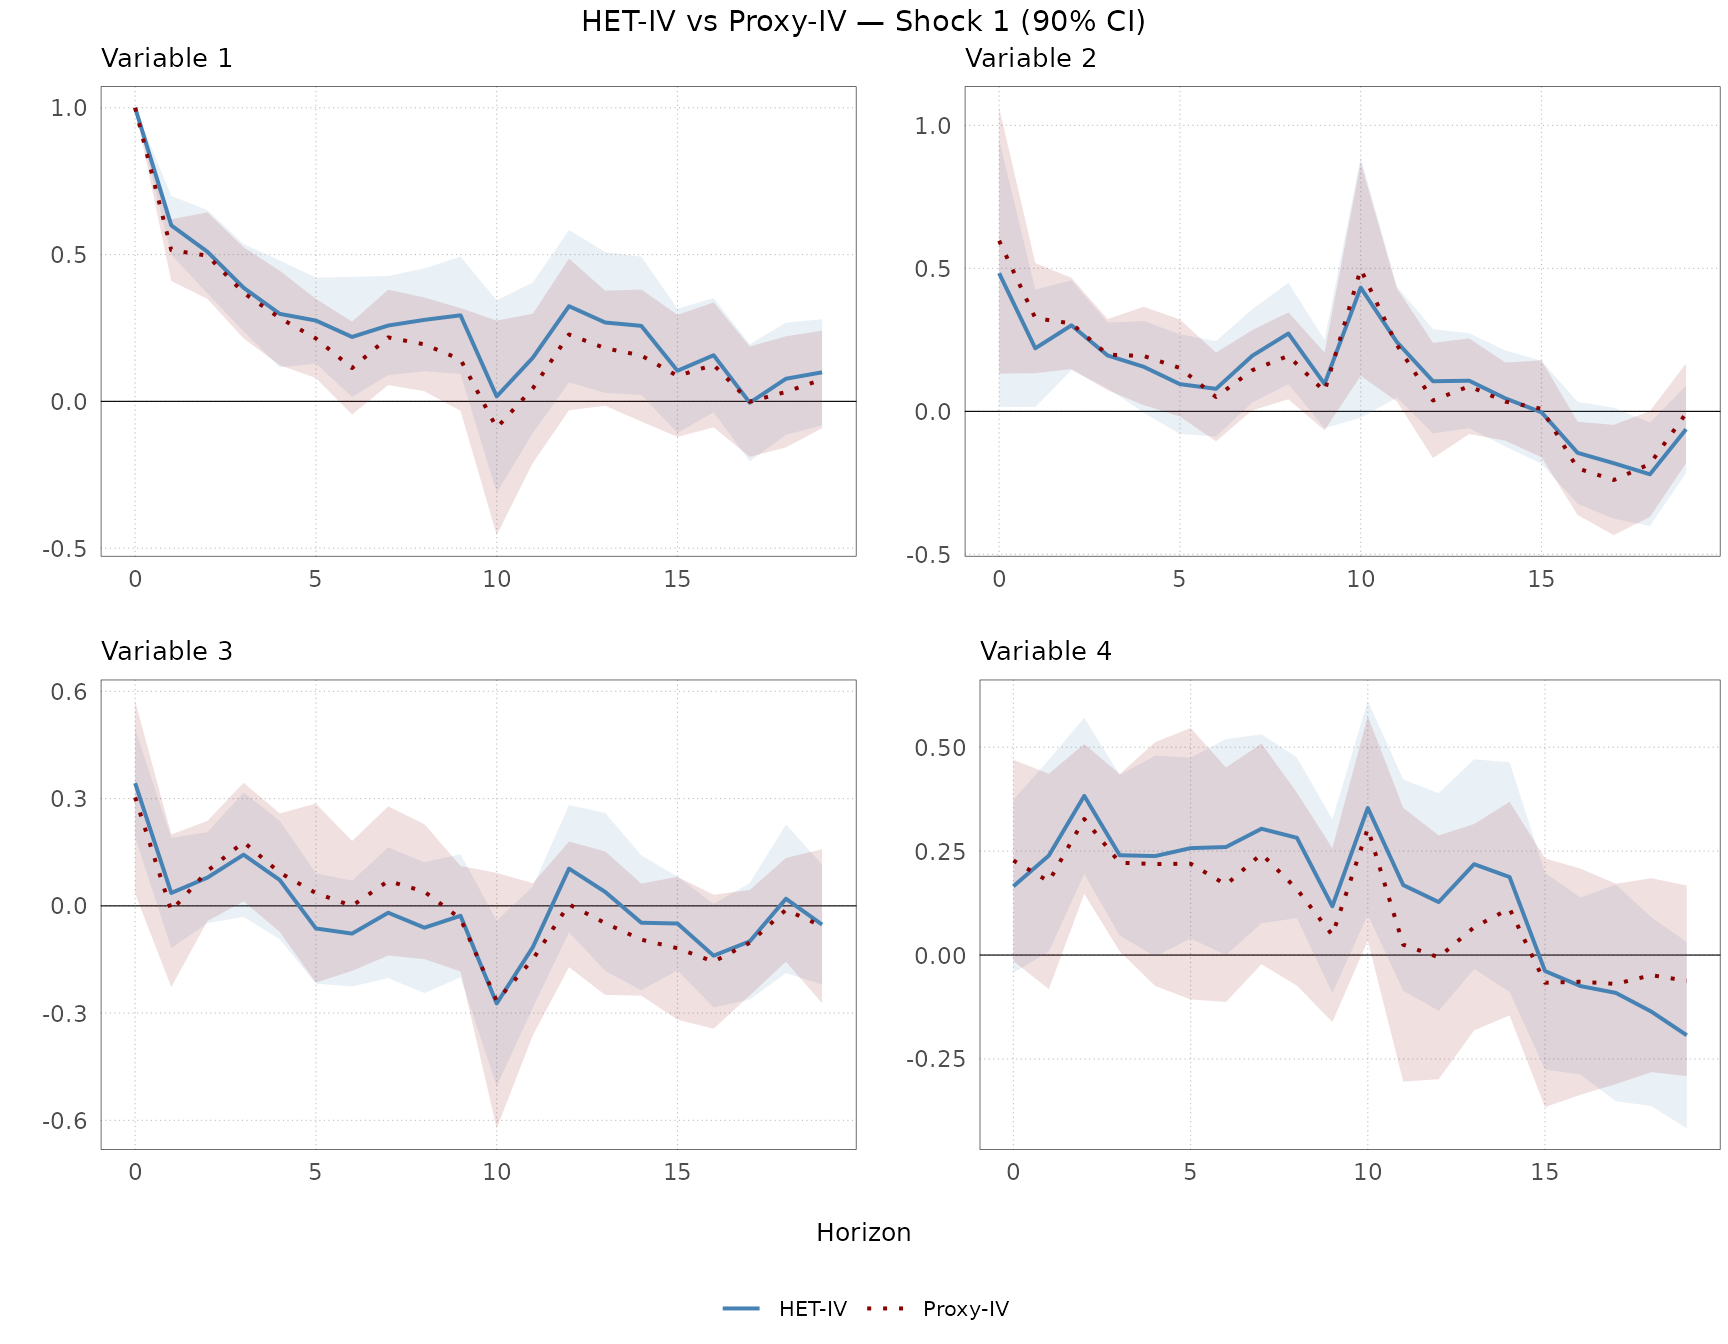 HET-IV vs Proxy-IV — Shock 1 (90% CI)
Variable 1
1.0
0.5
0.0
-0.5
0 5 10 15
Variable 2
1.0
0.5
0.0
-0.5
0 5 10 15
Variable 3
0.6
0.3
0.0
-0.3
-0.6
0 5 10 15
Variable 4
0.50
0.25
0.00
-0.25
0 5 10 15
Horizon
HET-IV Proxy-IV